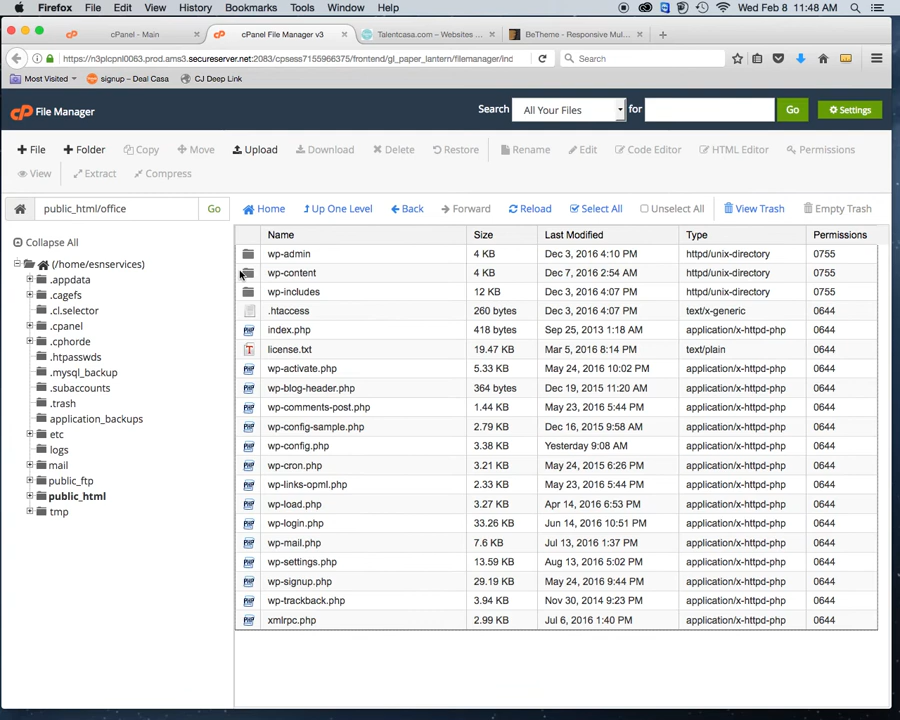 Firefox File Edit View History Bookmarks Tools Window Help Wed Feb 8 11:48 AM
cPanel - Main × cPanel File Manager v3 × Talentcasa.com – Websites ... × BeTheme - Responsive Mul... × +
https://n3plcpnl0063.prod.ams3.secureserver.net:2083/cpsess7155966375/frontend/gl_paper_lantern/filemanager/ind Search
Most Visited signup – Deal Casa CJ Deep Link
cP File Manager Search All Your Files for Go Settings
+ File + Folder Copy Move Upload Download Delete Restore Rename Edit Code Editor HTML Editor Permissions
View Extract Compress
public_html/office Go Home Up One Level Back Forward Reload Select All Unselect All View Trash Empty Trash
Collapse All
(/home/esnservices)
.appdata
.cagefs
.cl.selector
.cpanel
.cphorde
.htpasswds
.mysql_backup
.subaccounts
.trash
application_backups
etc
logs
mail
public_ftp
public_html
tmp
Name Size Last Modified Type Permissions
wp-admin 4 KB Dec 3, 2016 4:10 PM httpd/unix-directory 0755
wp-content 4 KB Dec 7, 2016 2:54 AM httpd/unix-directory 0755
wp-includes 12 KB Dec 3, 2016 4:07 PM httpd/unix-directory 0755
.htaccess 260 bytes Dec 3, 2016 4:07 PM text/x-generic 0644
index.php 418 bytes Sep 25, 2013 1:18 AM application/x-httpd-php 0644
license.txt 19.47 KB Mar 5, 2016 8:14 PM text/plain 0644
wp-activate.php 5.33 KB May 24, 2016 10:02 PM application/x-httpd-php 0644
wp-blog-header.php 364 bytes Dec 19, 2015 11:20 AM application/x-httpd-php 0644
wp-comments-post.php 1.44 KB May 23, 2016 5:44 PM application/x-httpd-php 0644
wp-config-sample.php 2.79 KB Dec 16, 2015 9:58 AM application/x-httpd-php 0644
wp-config.php 3.38 KB Yesterday 9:08 AM application/x-httpd-php 0644
wp-cron.php 3.21 KB May 24, 2015 6:26 PM application/x-httpd-php 0644
wp-links-opml.php 2.33 KB May 23, 2016 5:44 PM application/x-httpd-php 0644
wp-load.php 3.27 KB Apr 14, 2016 6:53 PM application/x-httpd-php 0644
wp-login.php 33.26 KB Jun 14, 2016 10:51 PM application/x-httpd-php 0644
wp-mail.php 7.6 KB Jul 13, 2016 1:37 PM application/x-httpd-php 0644
wp-settings.php 13.59 KB Aug 13, 2016 5:02 PM application/x-httpd-php 0644
wp-signup.php 29.19 KB May 24, 2016 9:44 PM application/x-httpd-php 0644
wp-trackback.php 3.94 KB Nov 30, 2014 9:23 PM application/x-httpd-php 0644
xmlrpc.php 2.99 KB Jul 6, 2016 1:40 PM application/x-httpd-php 0644